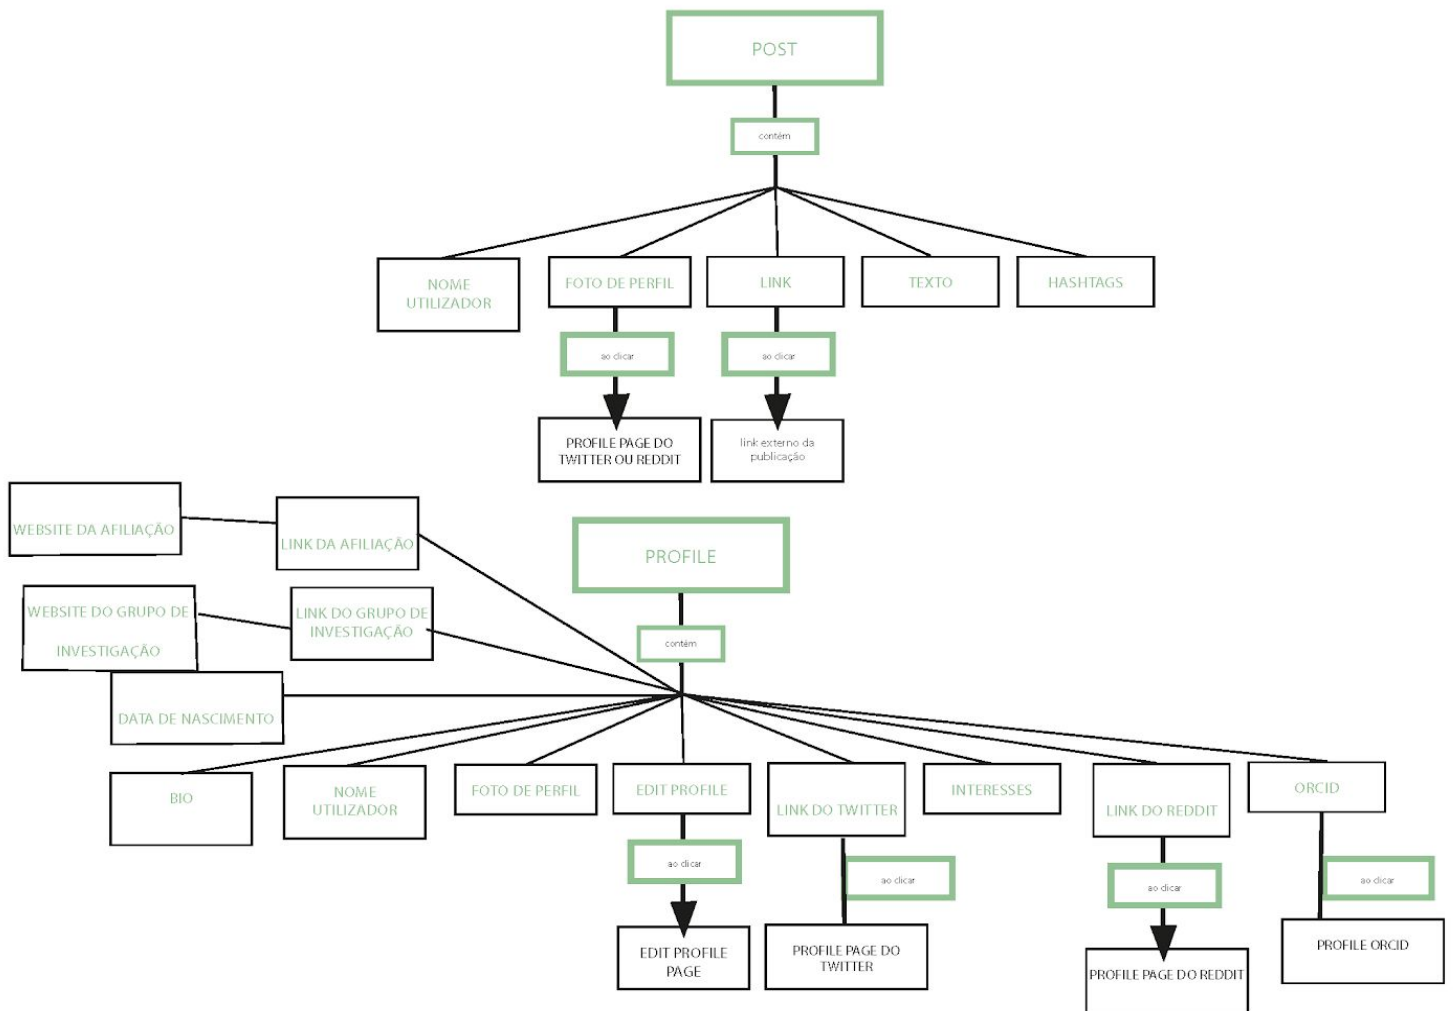 POST
contém
NOME
UTILIZADOR
FOTO DE PERFIL
LINK
TEXTO
HASHTAGS
ao clicar
ao clicar
PROFILE PAGE DO
TWITTER OU REDDIT
link externo da
publicação
WEBSITE DA AFILIAÇÃO
LINK DA AFILIAÇÃO
PROFILE
WEBSITE DO GRUPO DE
INVESTIGAÇÃO
LINK DO GRUPO DE
INVESTIGAÇÃO
contém
DATA DE NASCIMENTO
BIO
NOME
UTILIZADOR
FOTO DE PERFIL
EDIT PROFILE
LINK DO TWITTER
INTERESSES
LINK DO REDDIT
ORCID
ao clicar
ao clicar
ao clicar
ao clicar
EDIT PROFILE
PAGE
PROFILE PAGE DO
TWITTER
PROFILE PAGE DO REDDIT
PROFILE ORCID